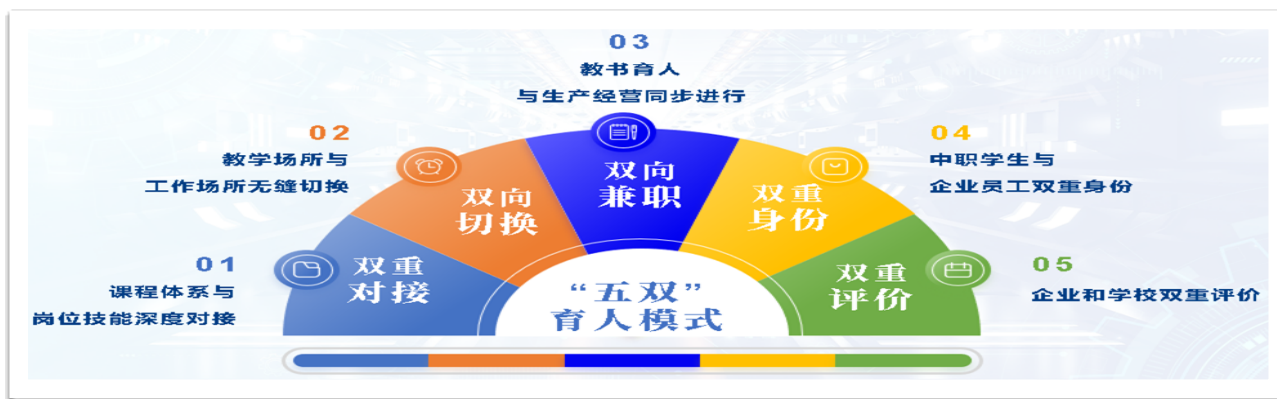 03
教书育人
与生产经营同步进行
02
教学场所与
工作场所无缝切换
04
中职学生与
企业员工双重身份
01
课程体系与
岗位技能深度对接
05
企业和学校双重评价
双重
对接
双向
切换
双向
兼职
双重
身份
双重
评价
“五双”
育人模式